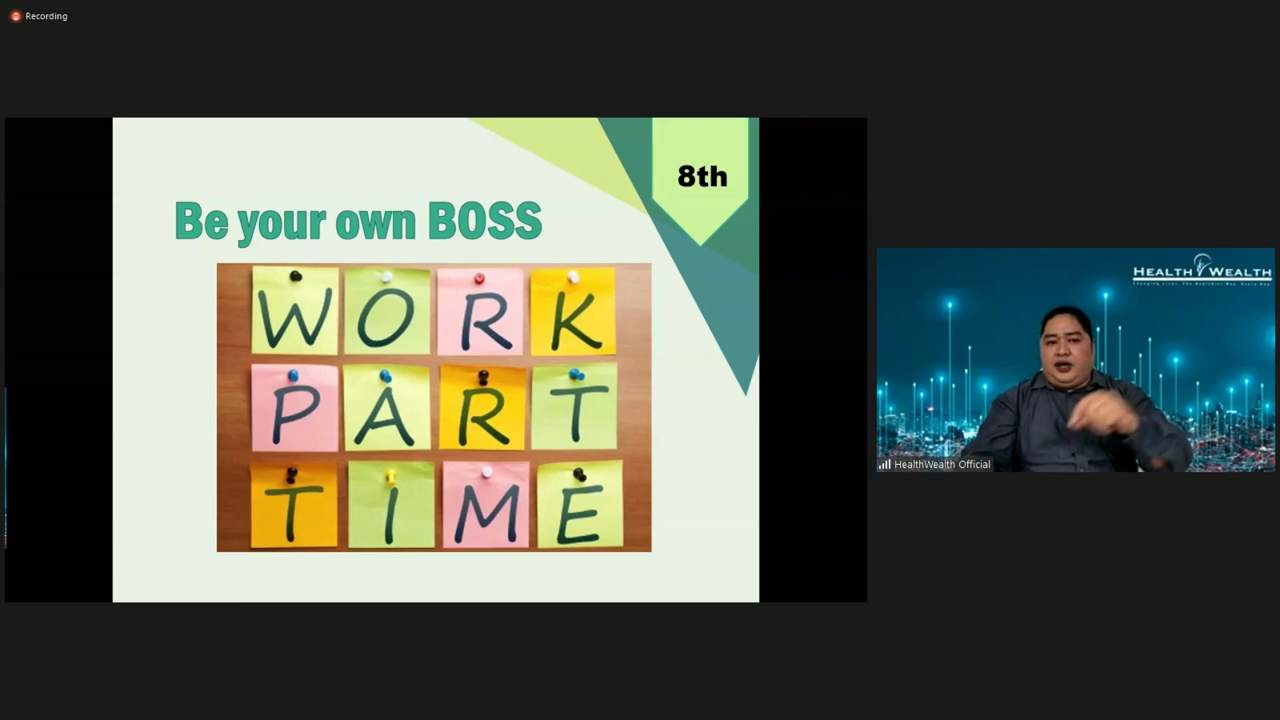 Recording
8th
Be your own BOSS
WORK
PART
TIME
HEALTH WEALTH
HealthWealth Official